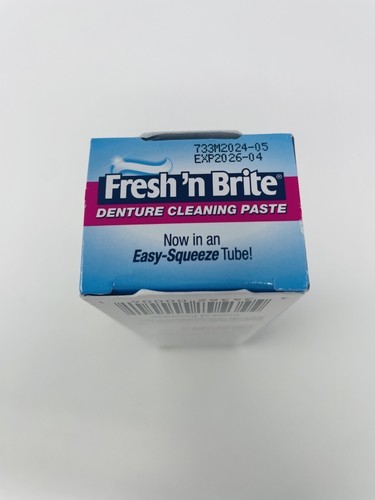 733M2024-05
EXP2026-04
Fresh 'n Brite®
DENTURE CLEANING PASTE
Now in an
Easy-Squeeze Tube!